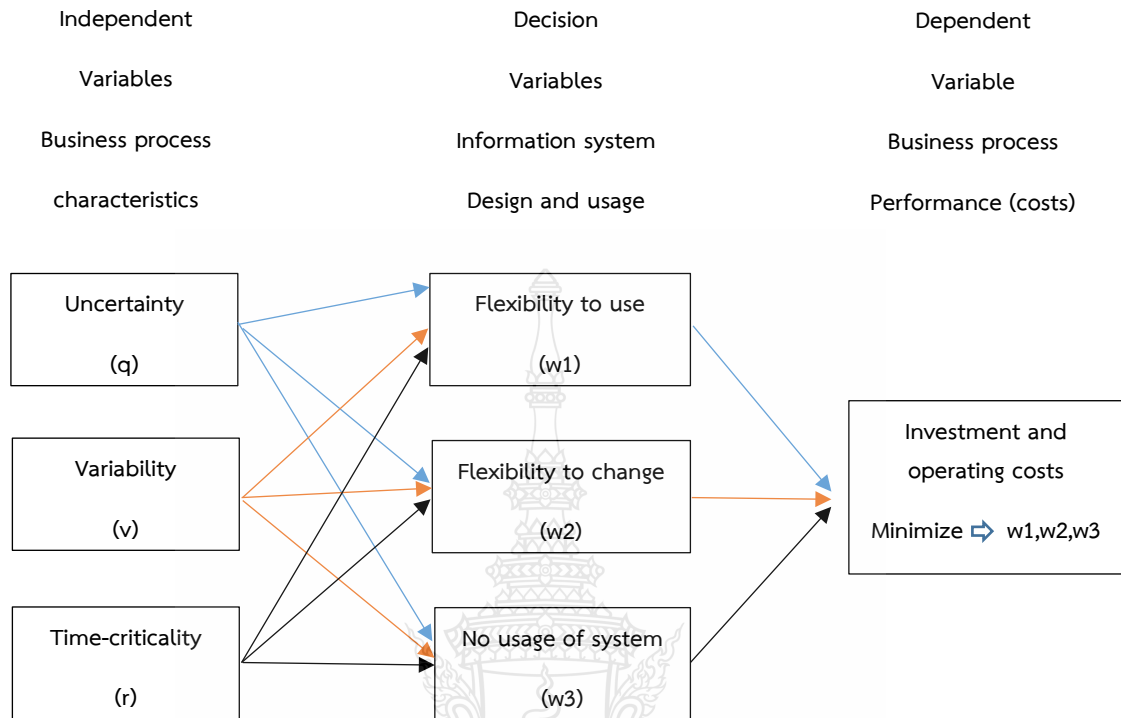 Independent
Variables
Business process
characteristics
Decision
Variables
Information system
Design and usage
Dependent
Variable
Business process
Performance (costs)
Uncertainty
(q)
Variability
(v)
Time-criticality
(r)
Flexibility to use
(w1)
Flexibility to change
(w2)
No usage of system
(w3)
Investment and
operating costs
Minimize ⇨ w1,w2,w3